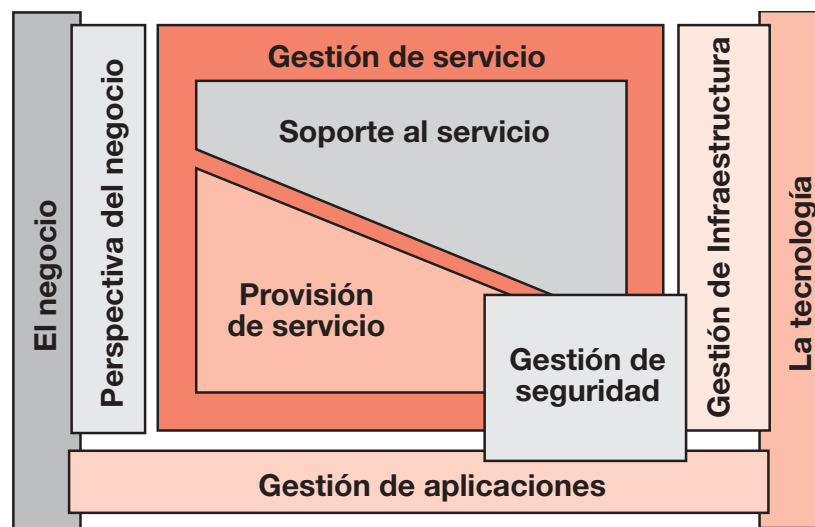 El negocio
Perspectiva del negocio
Gestión de servicio
Soporte al servicio
Provisión
de servicio
Gestión de
seguridad
Gestión de Infraestructura
La tecnología
Gestión de aplicaciones